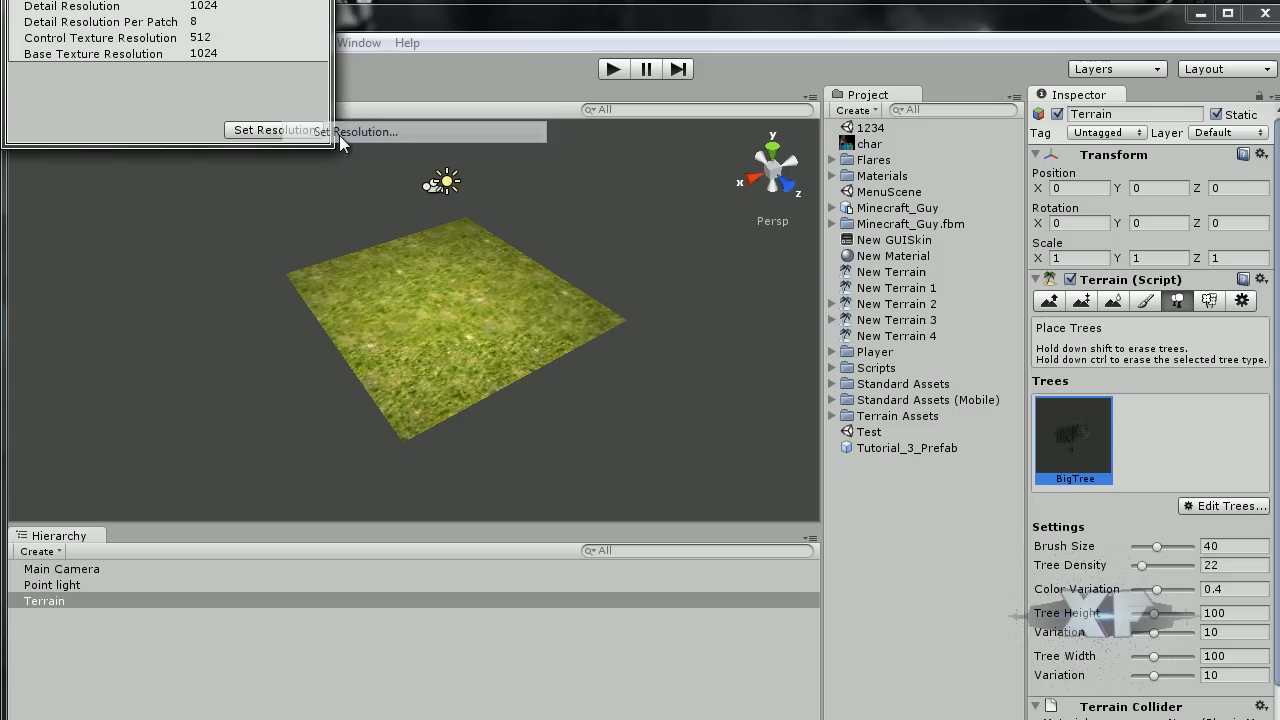 Detail Resolution 1024
Detail Resolution Per Patch 8
Control Texture Resolution 512
Base Texture Resolution 1024
Set Resolution
Set Resolution...
Window Help
Layers Layout
All
y
x
z
Persp
Hierarchy
Create All
Main Camera
Point light
Terrain
Project
Create All
1234
char
Flares
Materials
MenuScene
Minecraft_Guy
Minecraft_Guy.fbm
New GUISkin
New Material
New Terrain
New Terrain 1
New Terrain 2
New Terrain 3
New Terrain 4
Player
Scripts
Standard Assets
Standard Assets (Mobile)
Terrain Assets
Test
Tutorial_3_Prefab
Inspector
Terrain Static
Tag Untagged Layer Default
Transform
Position
X 0 Y 0 Z 0
Rotation
X 0 Y 0 Z 0
Scale
X 1 Y 1 Z 1
Terrain (Script)
Place Trees
Hold down shift to erase trees.
Hold down ctrl to erase the selected tree type.
Trees
BigTree
Edit Trees...
Settings
Brush Size 40
Tree Density 22
Color Variation 0.4
Tree Height 100
Variation 10
Tree Width 100
Variation 10
XF
Terrain Collider